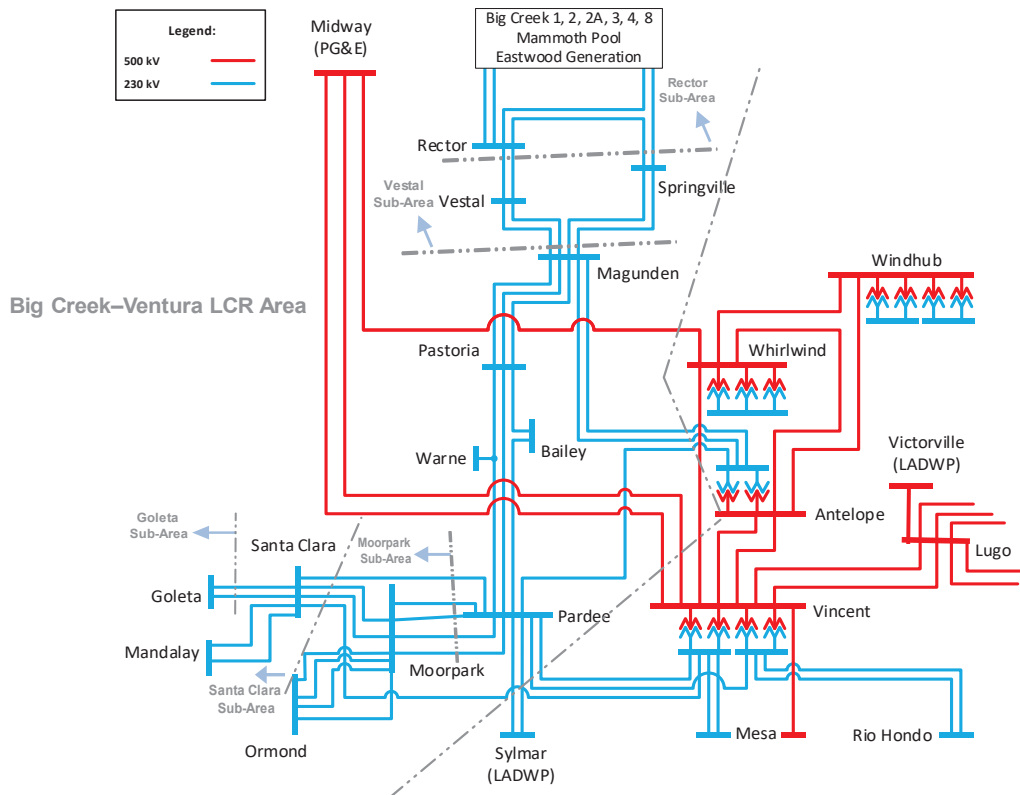 Legend:
500 kV
230 kV
Midway
(PG&E)
Big Creek 1, 2, 2A, 3, 4, 8
Mammoth Pool
Eastwood Generation
Rector
Sub-Area
Rector
Springville
Vestal
Sub-Area
Vestal
Magunden
Windhub
Big Creek–Ventura LCR Area
Pastoria
Whirlwind
Warne
Bailey
Victorville
(LADWP)
Antelope
Lugo
Goleta
Sub-Area
Santa Clara
Moorpark
Sub-Area
Goleta
Pardee
Vincent
Mandalay
Moorpark
Santa Clara
Sub-Area
Ormond
Sylmar
(LADWP)
Mesa
Rio Hondo